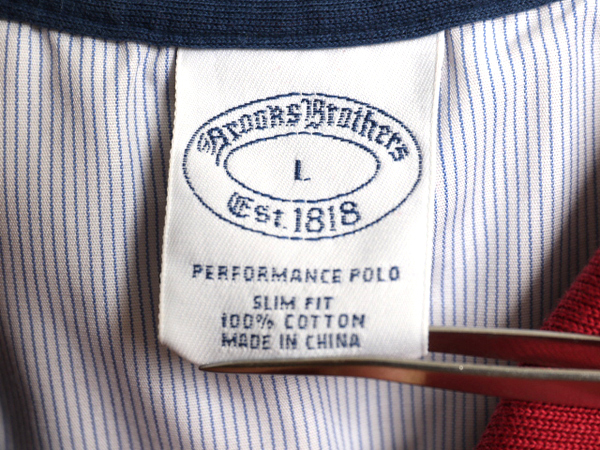 Brooks Brothers
L
Est. 1818
PERFORMANCE POLO
SLIM FIT
100% COTTON
MADE IN CHINA